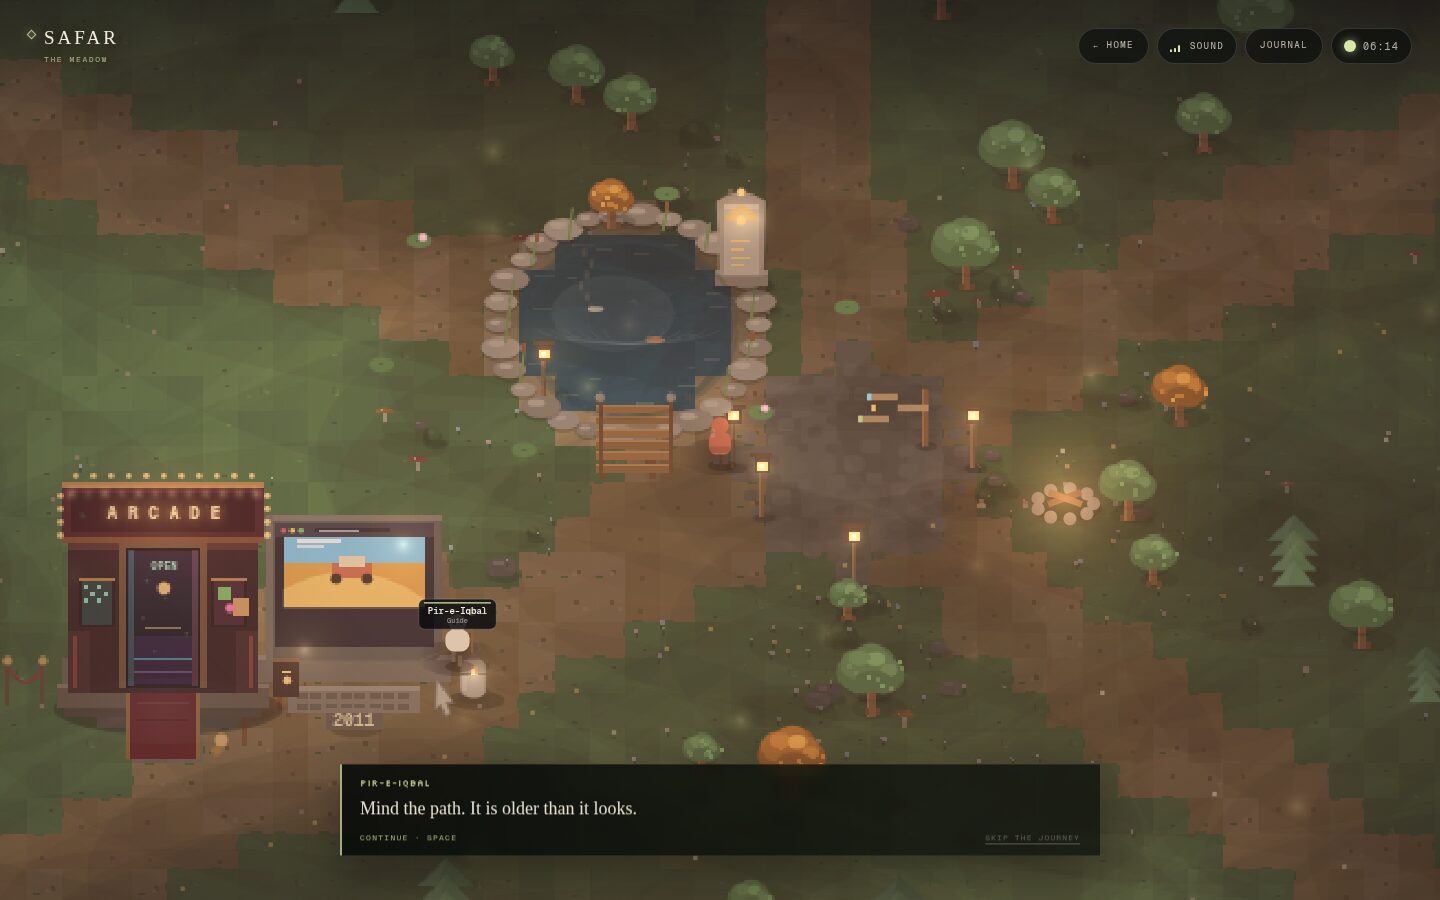 SAFAR
THE MEADOW
← HOME
SOUND
JOURNAL
06:14
ARCADE
OPEN
Pir-e-Iqbal
Guide
2011
PIR-E-IQBAL
Mind the path. It is older than it looks.
CONTINUE · SPACE
SKIP THE JOURNEY